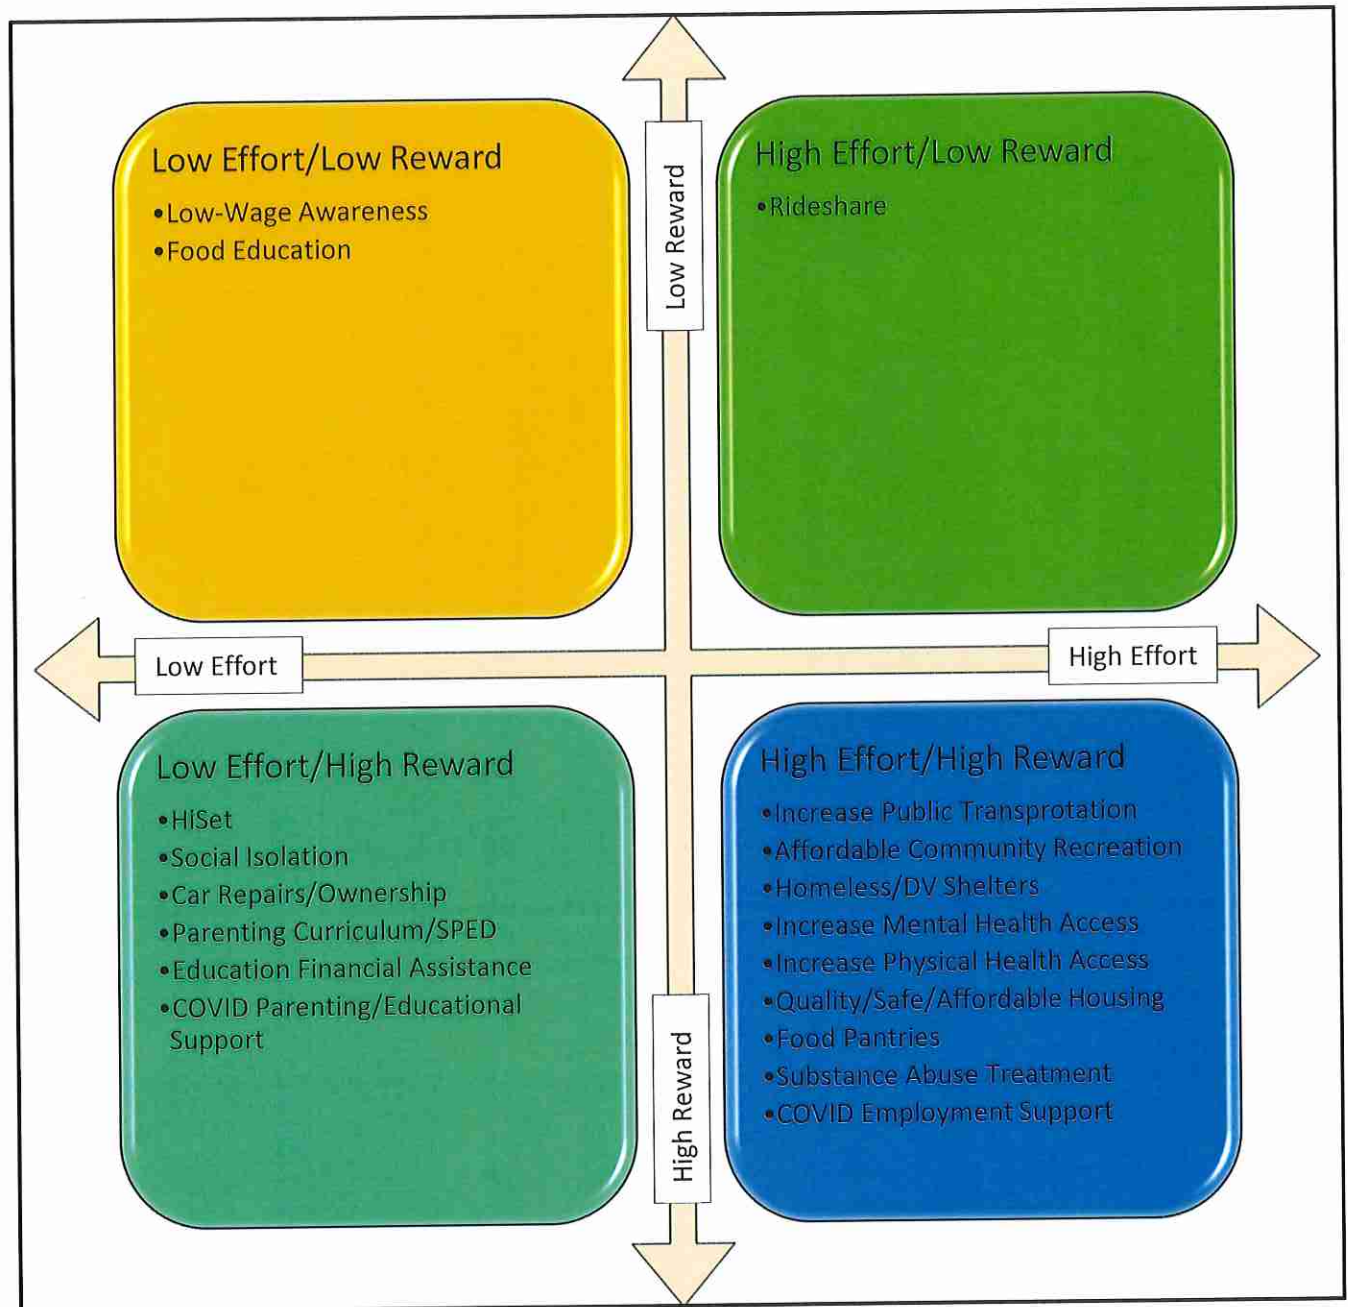 Low Effort/Low Reward
•Low-Wage Awareness
•Food Education
High Effort/Low Reward
•Rideshare
Low Reward
Low Effort
High Effort
Low Effort/High Reward
•HiSet
•Social Isolation
•Car Repairs/Ownership
•Parenting Curriculum/SPED
•Education Financial Assistance
•COVID Parenting/Educational
Support
High Effort/High Reward
•Increase Public Transprotation
•Affordable Community Recreation
•Homeless/DV Shelters
•Increase Mental Health Access
•Increase Physical Health Access
•Quality/Safe/Affordable Housing
•Food Pantries
•Substance Abuse Treatment
•COVID Employment Support
High Reward